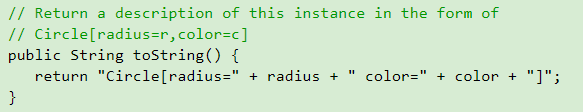 // Return a description of this instance in the form of
// Circle[radius=r,color=c]
public String toString() {
   return "Circle[radius=" + radius + " color=" + color + "]";
}